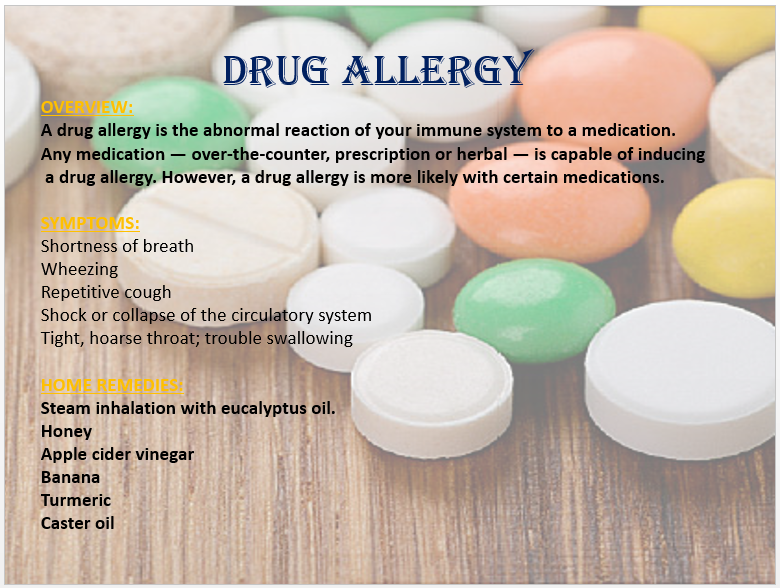 DRUG ALLERGY
OVERVIEW:
A drug allergy is the abnormal reaction of your immune system to a medication.
Any medication — over-the-counter, prescription or herbal — is capable of inducing
a drug allergy. However, a drug allergy is more likely with certain medications.
SYMPTOMS:
Shortness of breath
Wheezing
Repetitive cough
Shock or collapse of the circulatory system
Tight, hoarse throat; trouble swallowing
HOME REMEDIES:
Steam inhalation with eucalyptus oil.
Honey
Apple cider vinegar
Banana
Turmeric
Caster oil